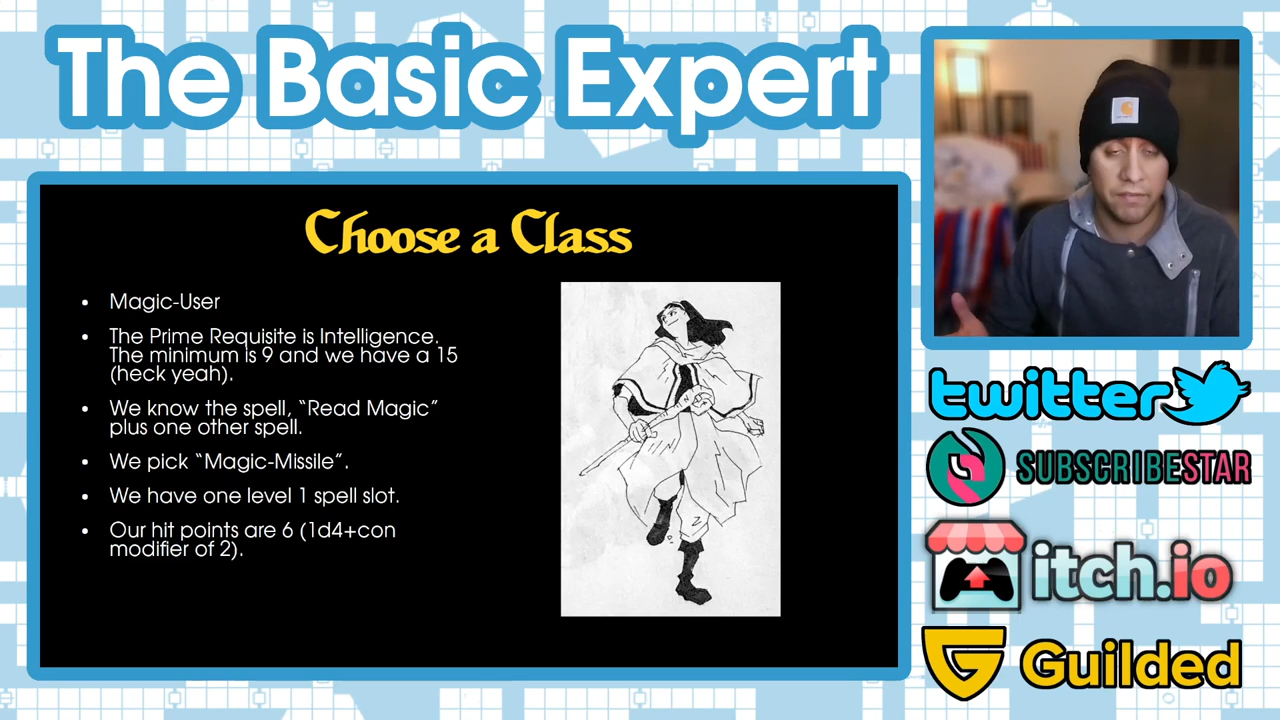 The Basic Expert
Choose a Class
• Magic-User
• The Prime Requisite is Intelligence.
The minimum is 9 and we have a 15
(heck yeah).
• We know the spell, “Read Magic”
plus one other spell.
• We pick “Magic-Missile”.
• We have one level 1 spell slot.
• Our hit points are 6 (1d4+con
modifier of 2).
twitter
SUBSCRIBESTAR
itch.io
Guilded